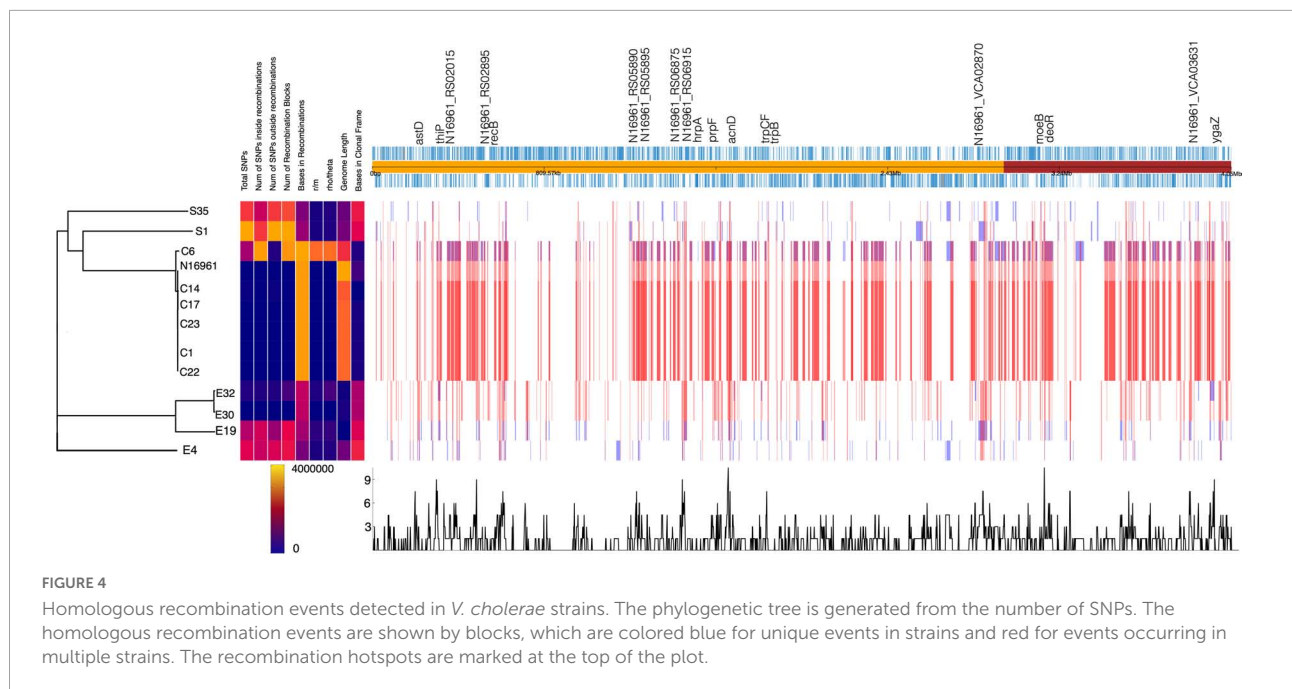 astD
thiP
N16961_RS02015
N16961_RS02895
recB
N16961_RS05890
N16961_RS05895
N16961_RS06875
N16961_RS06915
hrpA
prpF
acnD
trpCF
trpB
N16961_VCA02870
moeB
deoR
N16961_VCA03631
ygaZ
Total SNPs
Num of SNPs inside recombinations
Num of SNPs outside recombinations
Num of Recombination Blocks
Bases in Recombinations
r/m
rho/theta
Genome Length
Bases in Clonal Frame
0bp
809.57kb
2.43Mb
4.05Mb
S35
S1
C6
N16961
C14
C17
C23
C1
C22
E32
E30
E19
E4
4000000
0
9
6
3
FIGURE 4
Homologous recombination events detected in V. cholerae strains. The phylogenetic tree is generated from the number of SNPs. The
homologous recombination events are shown by blocks, which are colored blue for unique events in strains and red for events occurring in
multiple strains. The recombination hotspots are marked at the top of the plot.